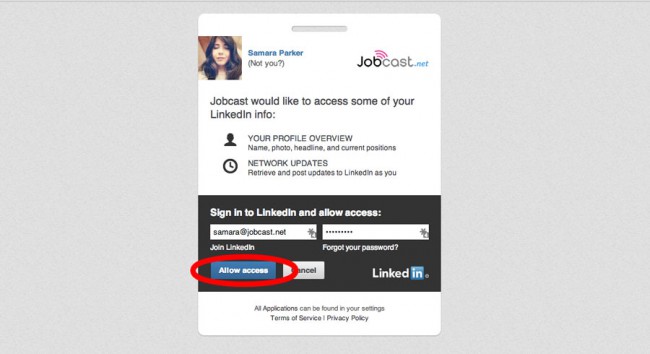 Samara Parker
(Not you?)
Jobcast.net
Jobcast would like to access some of your
LinkedIn info:
YOUR PROFILE OVERVIEW
Name, photo, headline, and current positions
NETWORK UPDATES
Retrieve and post updates to LinkedIn as you
Sign in to LinkedIn and allow access:
samara@jobcast.net
Join LinkedIn Forgot your password?
Allow access Cancel
LinkedIn
All Applications can be found in your settings
Terms of Service | Privacy Policy